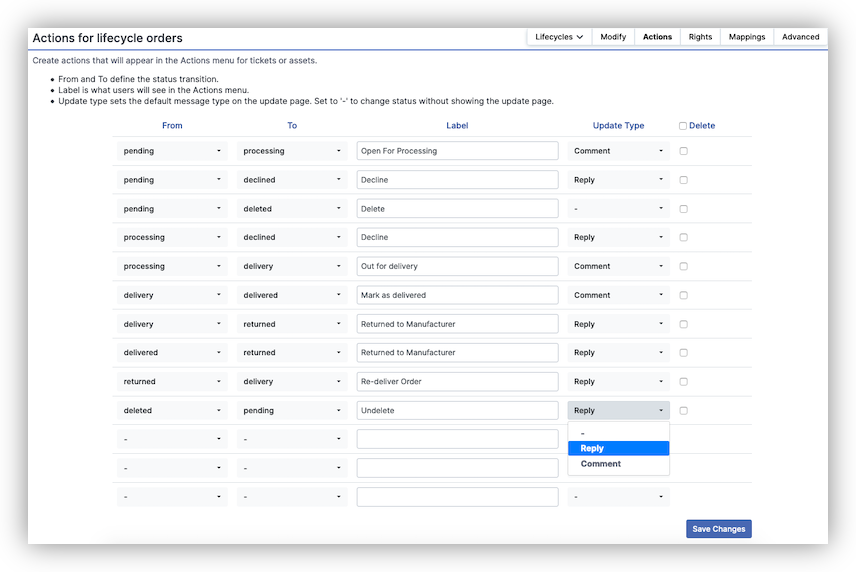 Actions for lifecycle orders
Lifecycles Modify Actions Rights Mappings Advanced
Create actions that will appear in the Actions menu for tickets or assets.
From and To define the status transition.
Label is what users will see in the Actions menu.
Update type sets the default message type on the update page. Set to '-' to change status without showing the update page.
From To Label Update Type Delete
pending processing Open For Processing Comment
pending declined Decline Reply
pending deleted Delete -
processing declined Decline Reply
processing delivery Out for delivery Comment
delivery delivered Mark as delivered Comment
delivery returned Returned to Manufacturer Reply
delivered returned Returned to Manufacturer Reply
returned delivery Re-deliver Order Reply
deleted pending Undelete Reply
- - -
Reply
Comment
- -
- - -
Save Changes